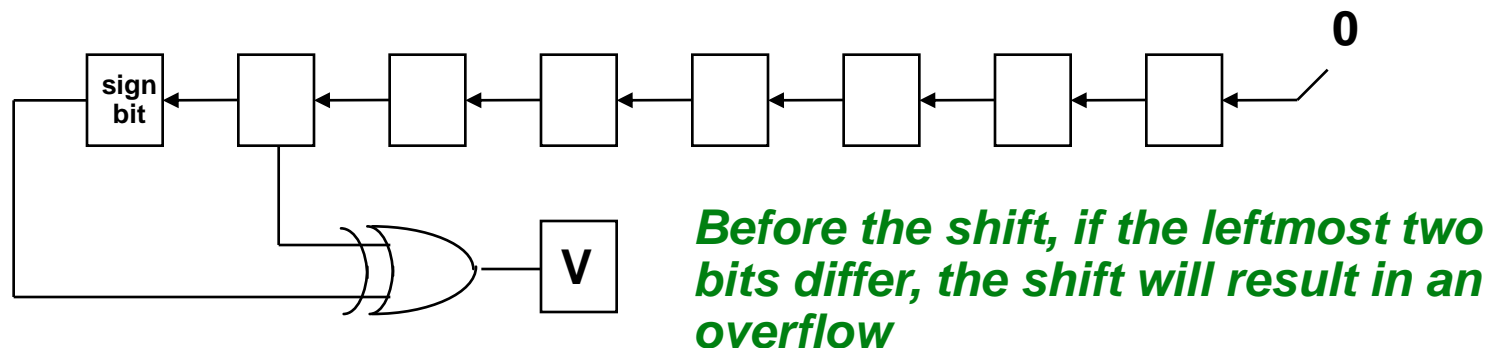 0
sign
bit
V
Before the shift, if the leftmost two
bits differ, the shift will result in an
overflow